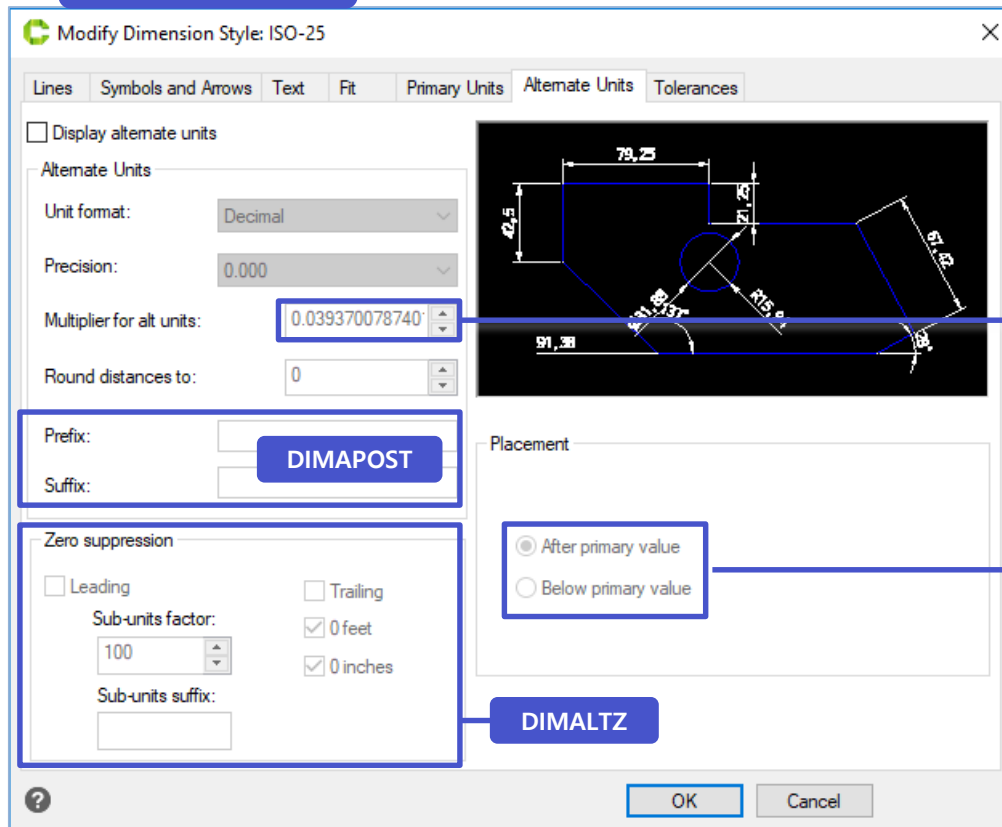 Modify Dimension Style: ISO-25
Lines Symbols and Arrows Text Fit Primary Units Alternate Units Tolerances
Display alternate units
Alternate Units
Unit format: Decimal
Precision: 0.000
Multiplier for alt units: 0.03937007874
Round distances to: 0
Prefix:
DIMAPOST
Suffix:
Zero suppression
Leading
Trailing
Sub-units factor:
0 feet
100
0 inches
Sub-units suffix:
79,25
42,5
21,25
67,42
91,38
Placement
After primary value
Below primary value
DIMALTZ
OK Cancel